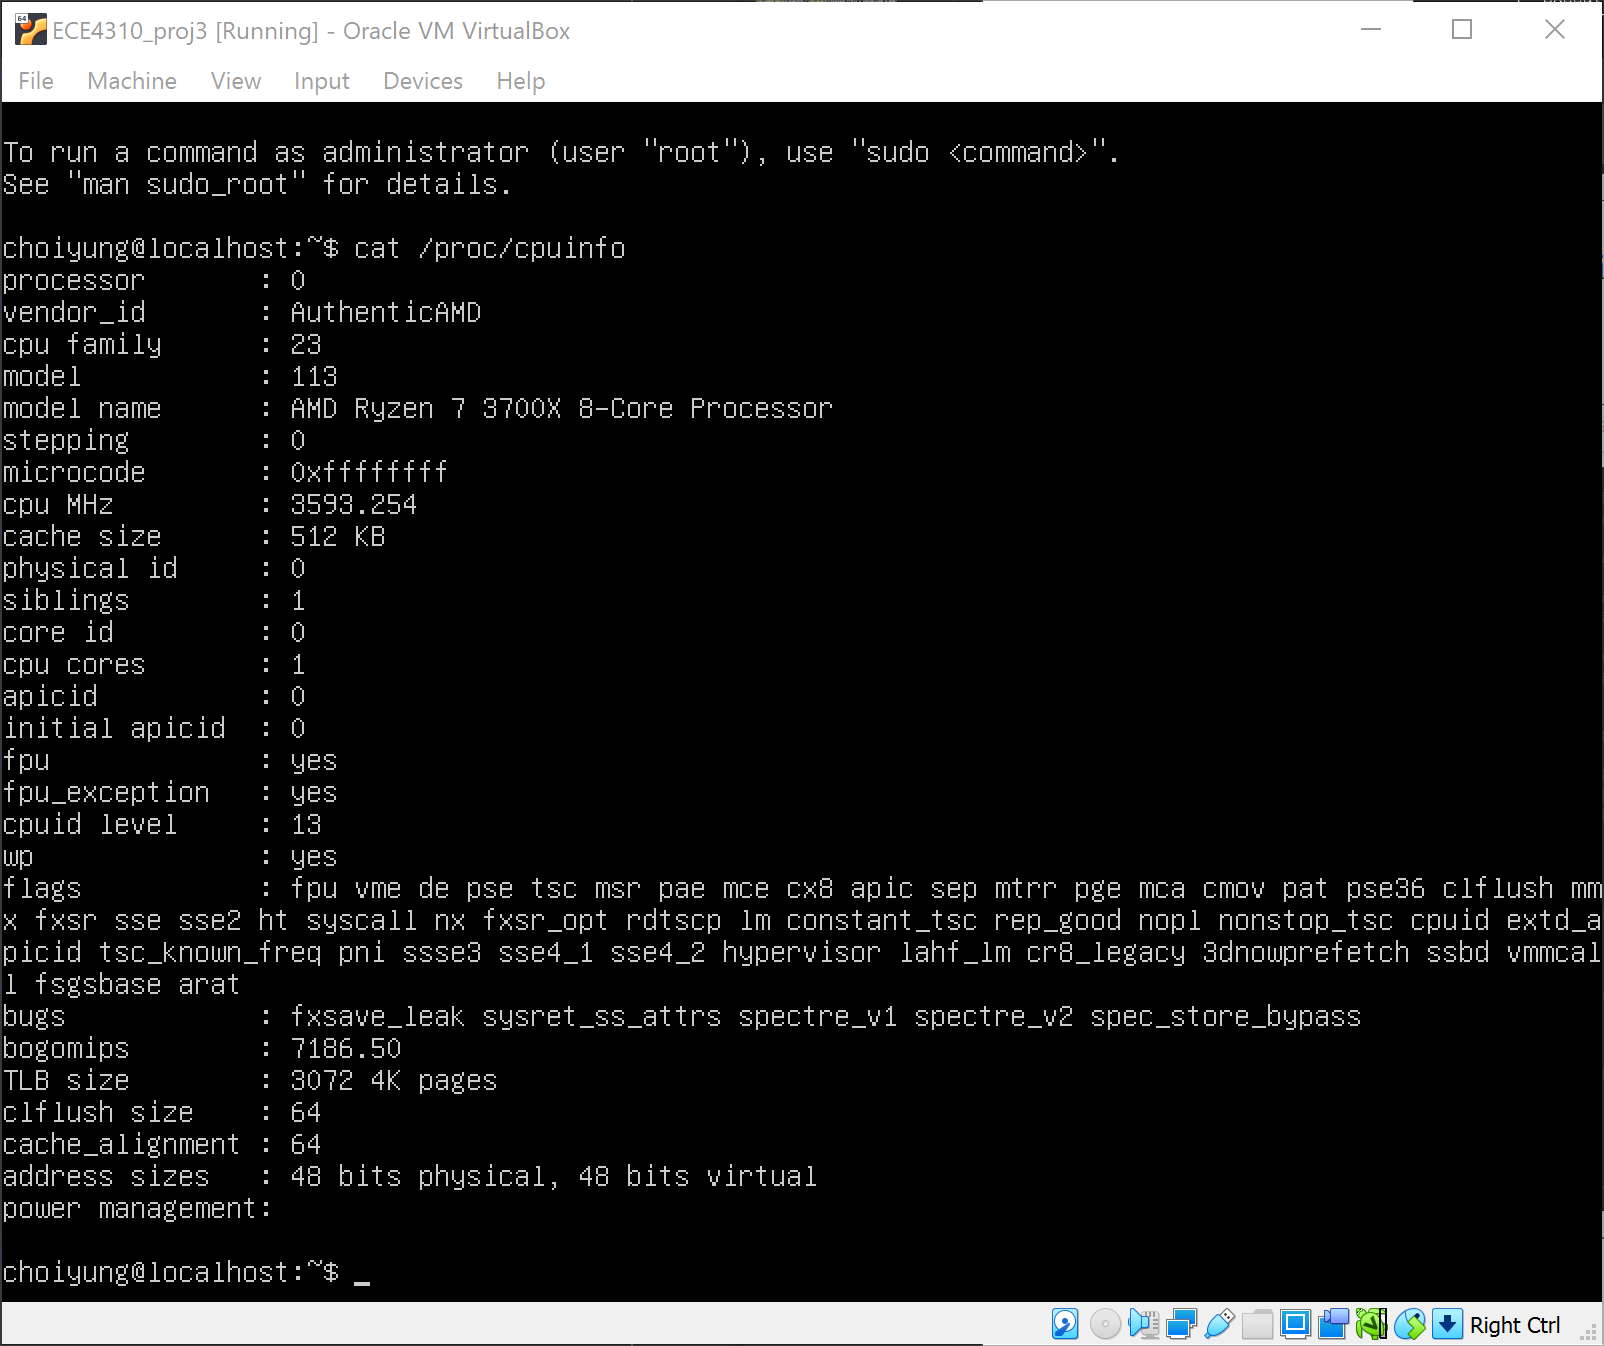 ECE4310_proj3 [Running] - Oracle VM VirtualBox
File Machine View Input Devices Help
To run a command as administrator (user "root"), use "sudo <command>".
See "man sudo_root" for details.
choiyung@localhost:~$ cat /proc/cpuinfo
processor : 0
vendor_id : AuthenticAMD
cpu family : 23
model : 113
model name : AMD Ryzen 7 3700X 8-Core Processor
stepping : 0
microcode : 0xffffffff
cpu MHz : 3593.254
cache size : 512 KB
physical id : 0
siblings : 1
core id : 0
cpu cores : 1
apicid : 0
initial apicid : 0
fpu : yes
fpu_exception : yes
cpuid level : 13
wp : yes
flags : fpu vme de pse tsc msr pae mce cx8 apic sep mtrr pge mca cmov pat pse36 clflush mm
x fxsr sse sse2 ht syscall nx fxsr_opt rdtscp lm constant_tsc rep_good nopl nonstop_tsc cpuid extd_a
picid tsc_known_freq pni ssse3 sse4_1 sse4_2 hypervisor lahf_lm cr8_legacy 3dnowprefetch ssbd vmmcal
l fsgsbase arat
bugs : fxsave_leak sysret_ss_attrs spectre_v1 spectre_v2 spec_store_bypass
bogomips : 7186.50
TLB size : 3072 4K pages
clflush size : 64
cache_alignment : 64
address sizes : 48 bits physical, 48 bits virtual
power management:
choiyung@localhost:~$ _
Right Ctrl